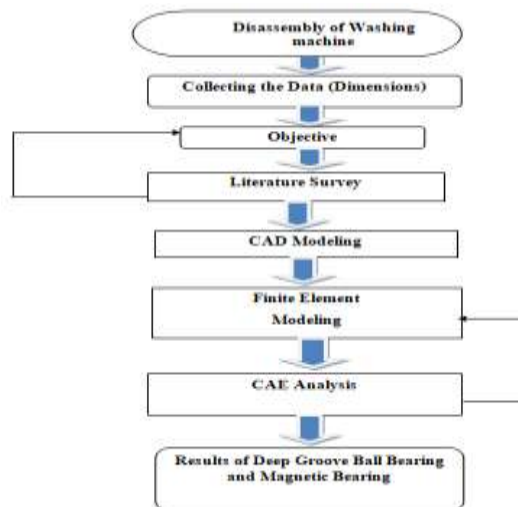 Disassembly of Washing
machine
Collecting the Data (Dimensions)
Objective
Literature Survey
CAD Modeling
Finite Element
Modeling
CAE Analysis
Results of Deep Groove Ball Bearing
and Magnetic Bearing